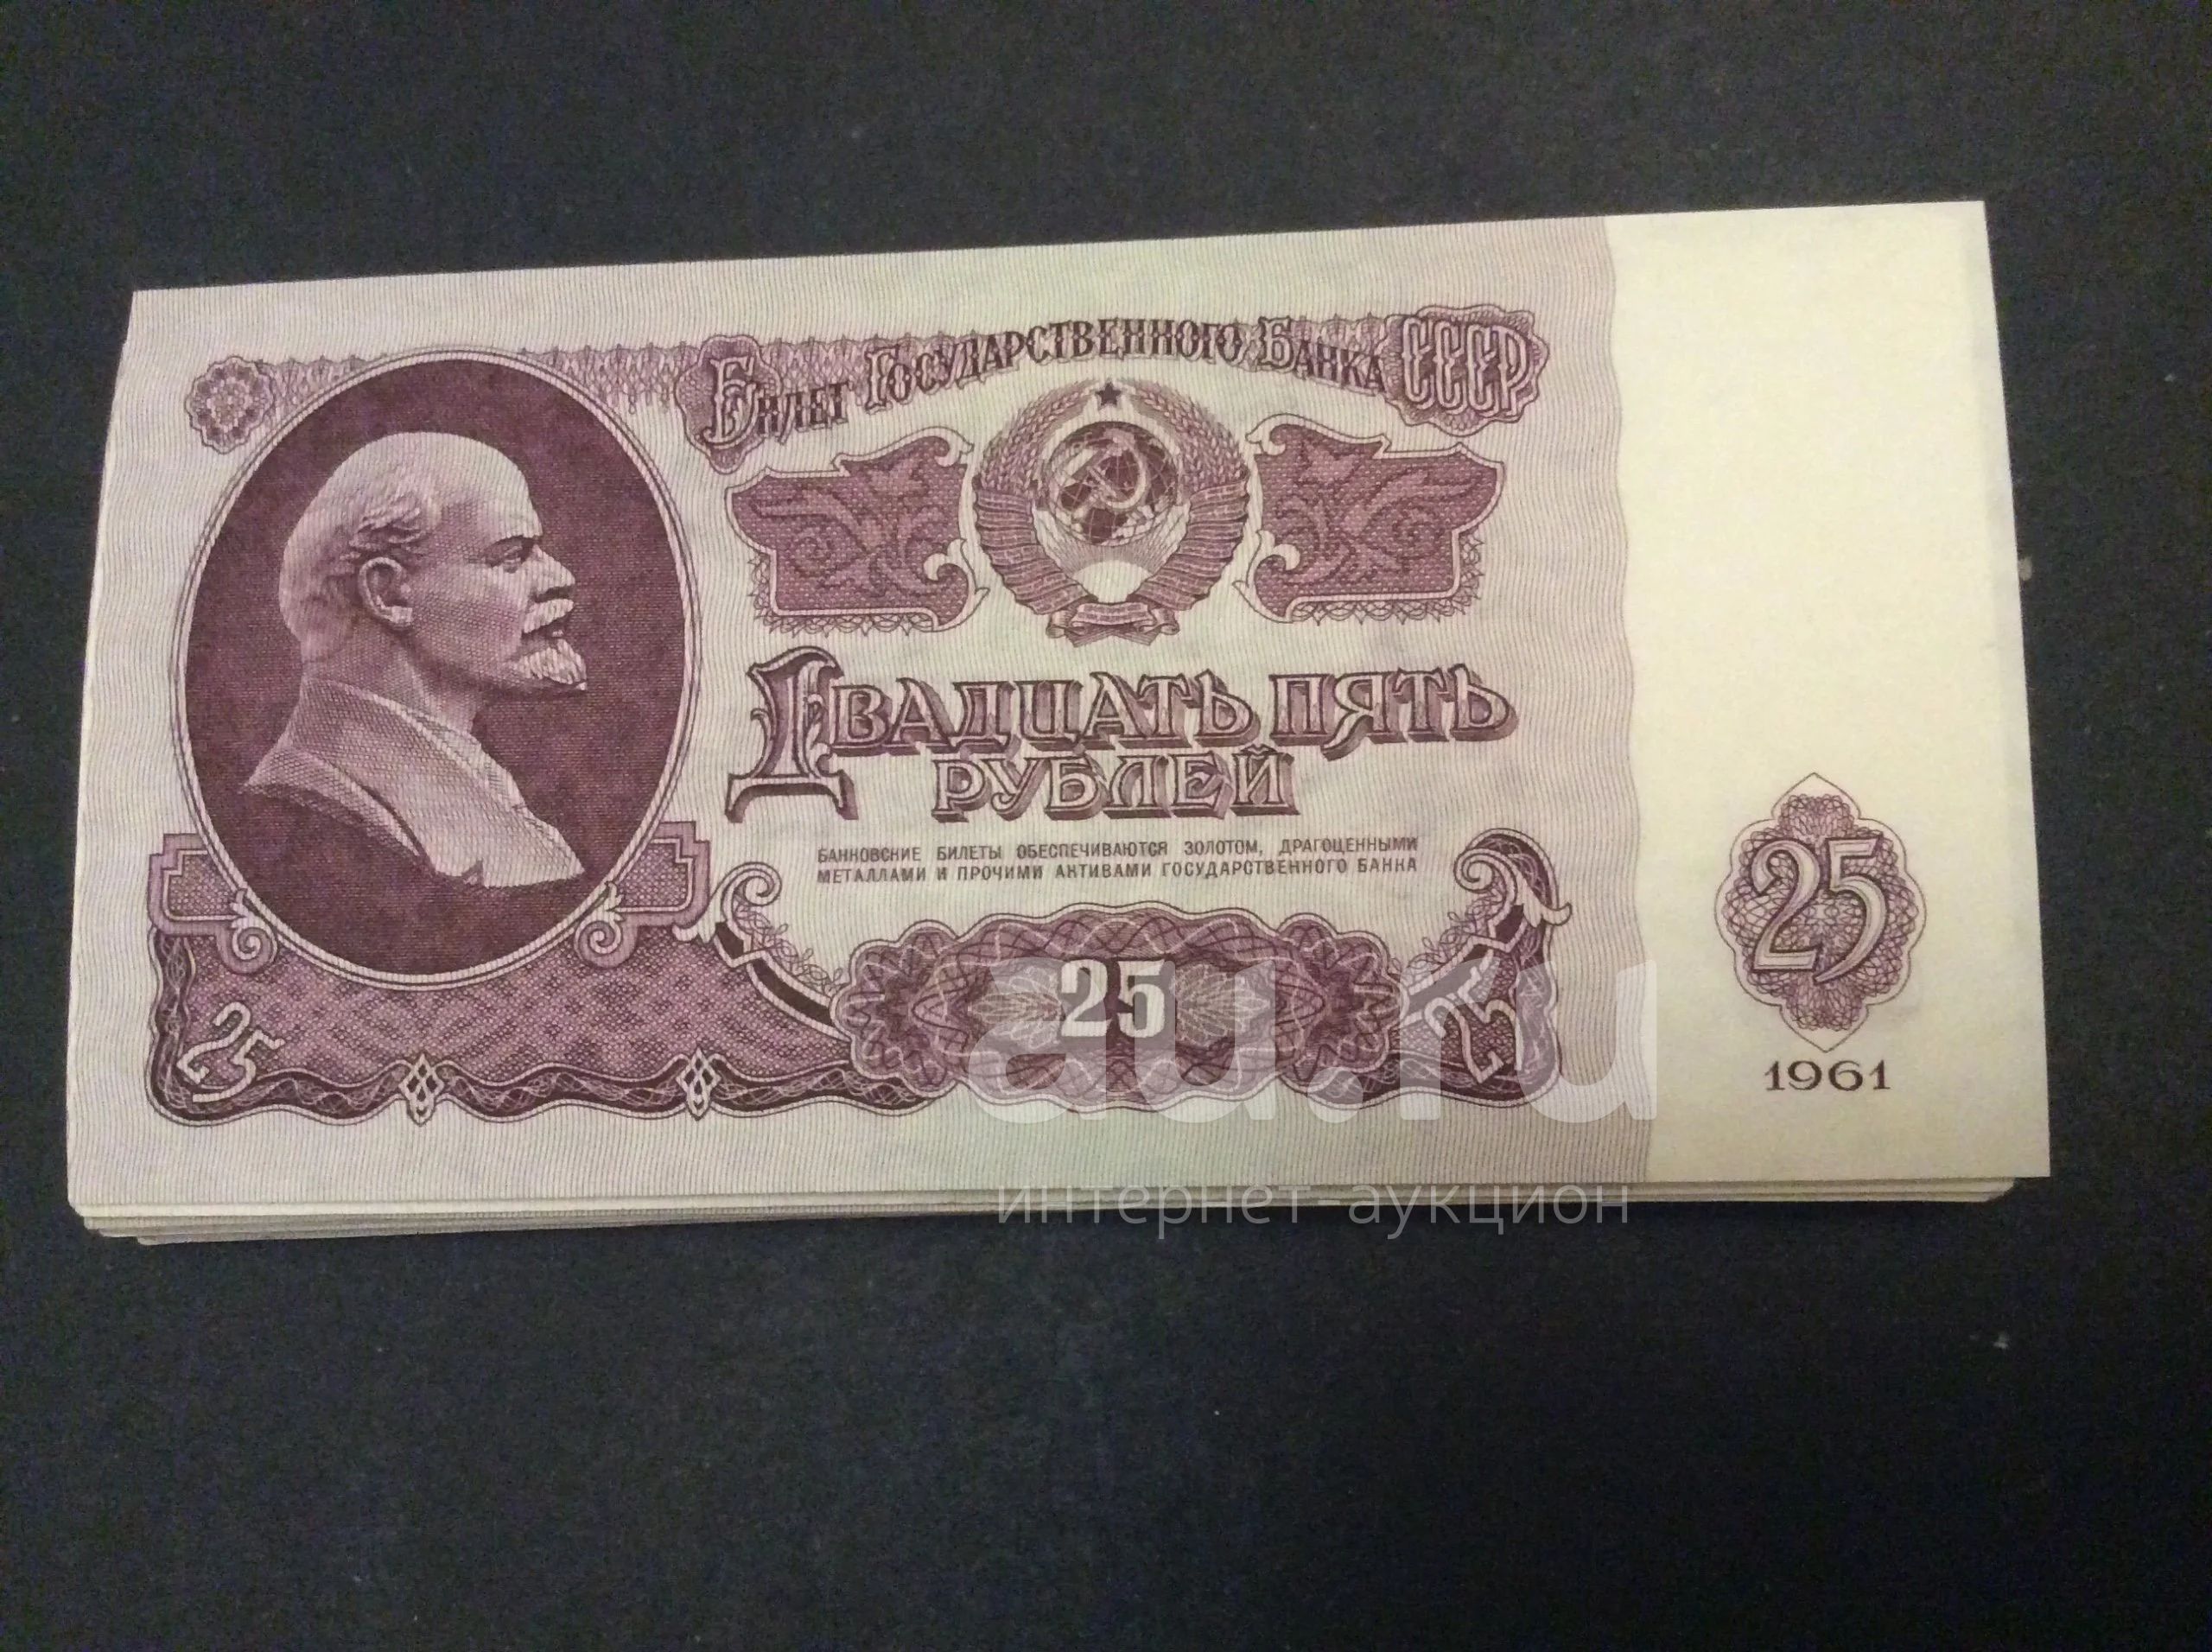 Билет Государственного Банка СССР
Двадцать пять
рублей
БАНКОВСКИЕ БИЛЕТЫ ОБЕСПЕЧИВАЮТСЯ ЗОЛОТОМ, ДРАГОЦЕННЫМИ
МЕТАЛЛАМИ И ПРОЧИМИ АКТИВАМИ ГОСУДАРСТВЕННОГО БАНКА
25
25
25
25
1961
au.ru
интернет-аукцион